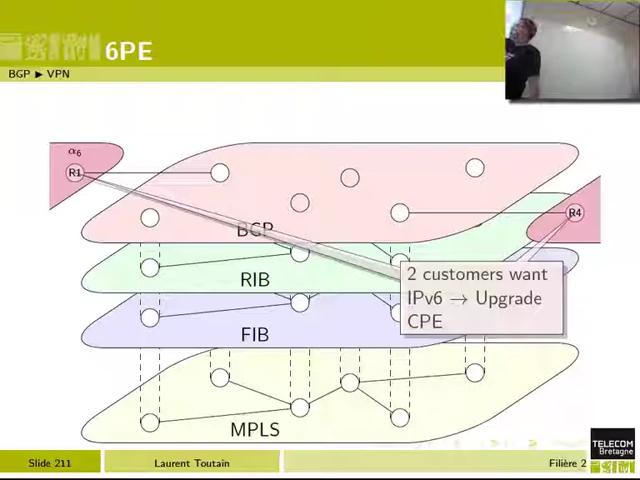 6PE
BGP ▶ VPN
α6
R1
R4
BGP
RIB
2 customers want
IPv6 → Upgrade
CPE
FIB
MPLS
TELECOM
Bretagne
Slide 211
Laurent Toutain
Filière 2